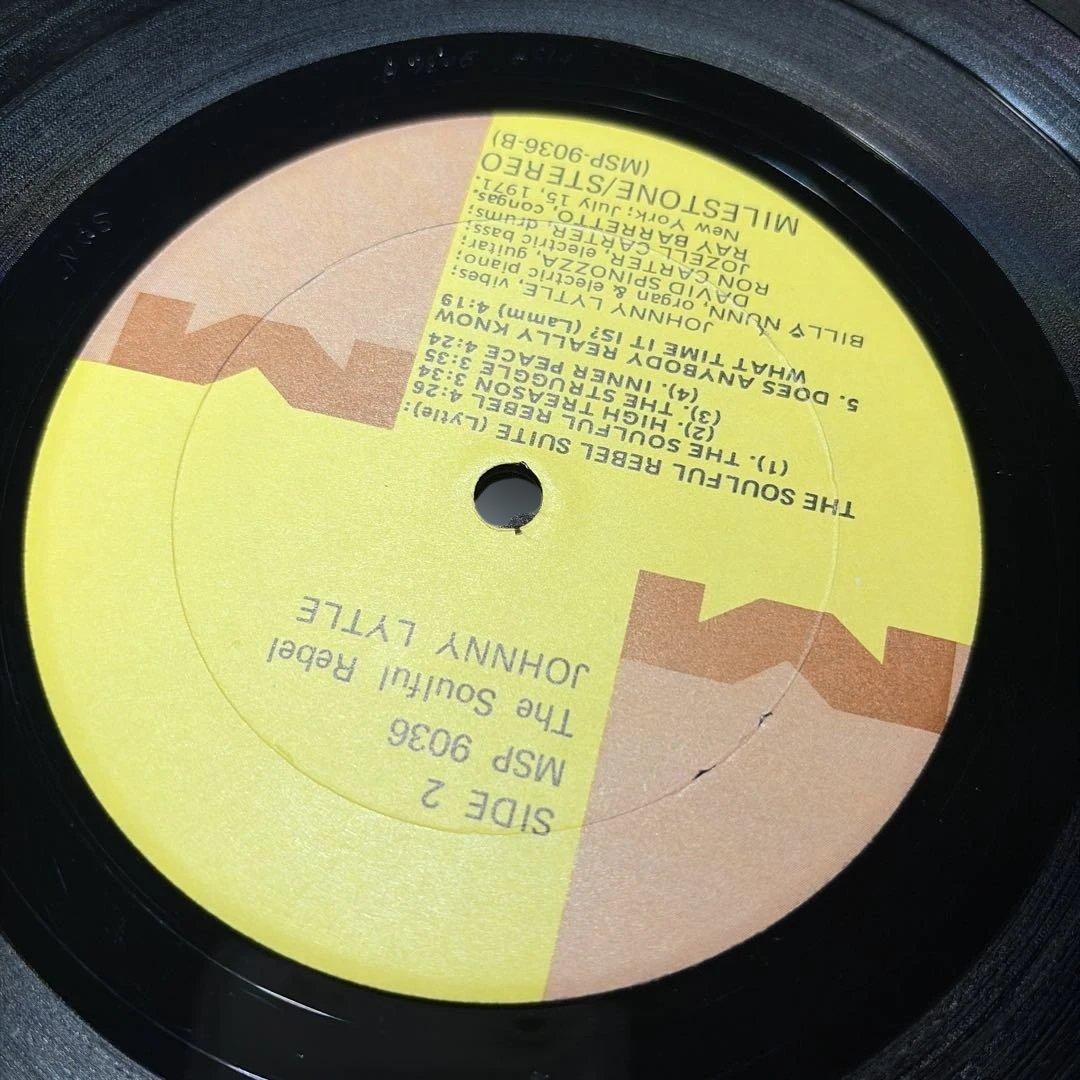 SIDE 2
MSP 9036
The Soulful Rebel
JOHNNY LYTLE
THE SOULFUL REBEL SUITE (Lytle):
(1). THE SOULFUL REBEL 4:26
(2). HIGH TREASON 3:34
(3). THE STRUGGLE 3:35
(4). INNER PEACE 4:24
5. DOES ANYBODY REALLY KNOW
WHAT TIME IT IS? (Lamm) 4:19
JOHNNY LYTLE, vibes;
BILLY NUNN, organ & electric piano;
DAVID SPINOZZA, guitar;
RON CARTER, electric bass;
JOZELL CARTER, drums;
RAY BARRETTO, congas.
New York; July 15, 1971.
MILESTONE/STEREO
(MSP-9036-B)